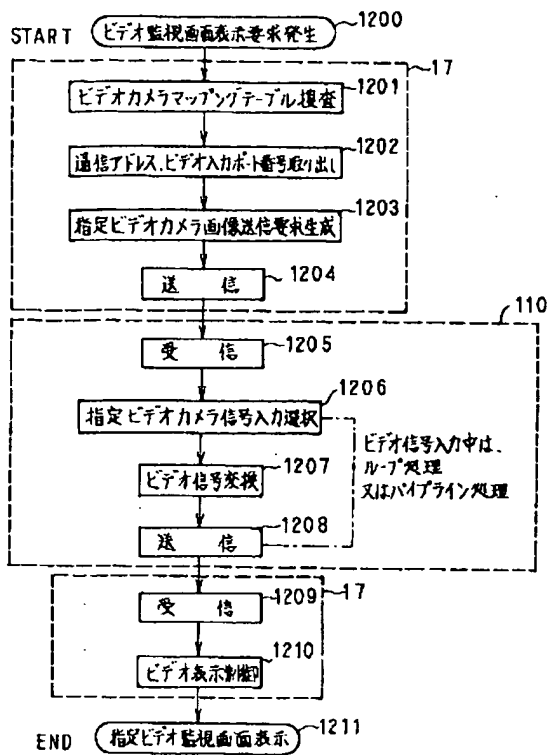 START ビデオ監視画面表示要求発生 1200
17
ビデオカメラマッピングテーブル捜査 1201
通信アドレス、ビデオ入力ポート番号取り出し 1202
指定ビデオカメラ画像送信要求生成 1203
送信 1204
110
受信 1205
指定ビデオカメラ信号入力選択 1206
ビデオ信号入力中は、
ループ処理
又はパイプライン処理
ビデオ信号変換 1207
送信 1208
17
受信 1209
ビデオ表示制御 1210
END 指定ビデオ監視画面表示 1211